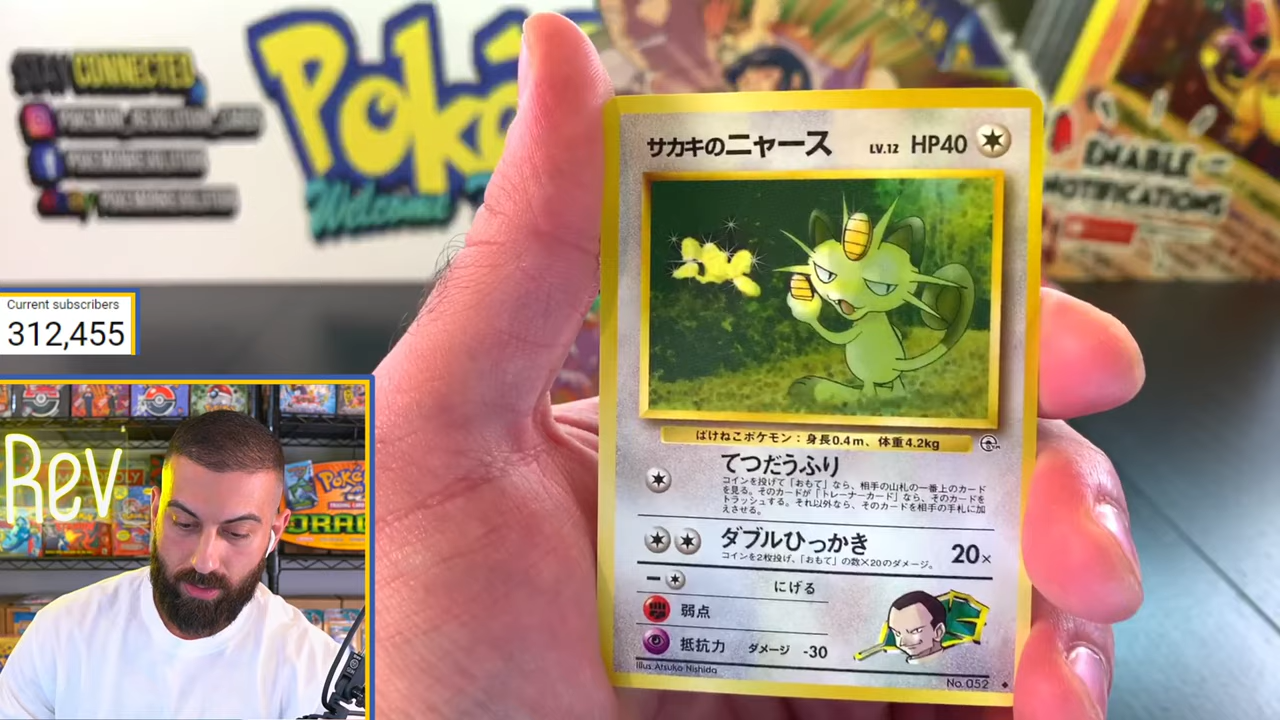 STAY CONNECTED
Poké
Welcome
ENABLE
NOTIFICATIONS
Current subscribers
312,455
Rev
Poké
サカキのニャース LV.12 HP40
ばけねこポケモン：身長0.4m、体重4.2kg
てつだうふり
コインを投げて「おもて」なら、相手の山札の一番上のカード
を見る。そのカードが「トレーナーカード」なら、そのカードを
トラッシュする。それ以外なら、そのカードを相手の手札に加
えさせる。
ダブルひっかき 20×
コインを2枚投げ、「おもて」の数×20のダメージ。
にげる
弱点
抵抗力 ダメージ -30
Illus. Atsuko Nishida
No. 052